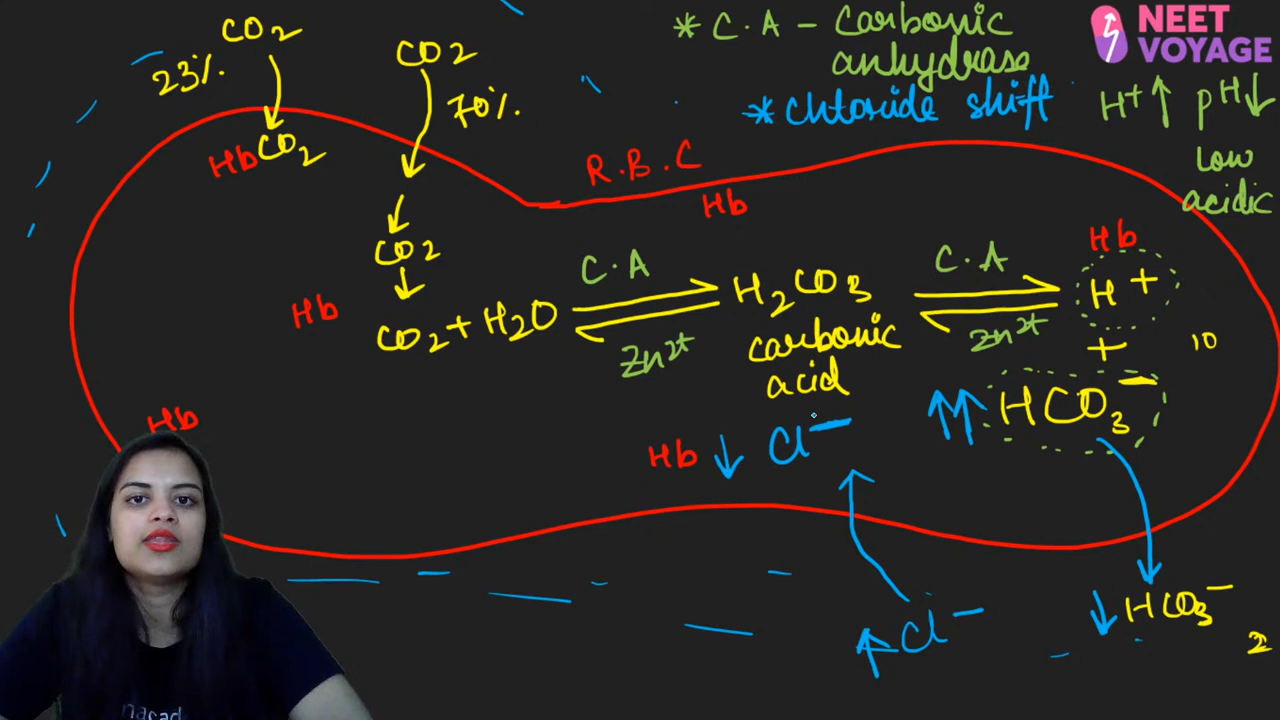 CO2
23%
HbCO2
CO2
70%
* C.A – Carbonic
anhydrase
* Chloride shift
NEET
VOYAGE
H+ ↑ pH↓
Low
acidic
R.B.C
Hb
CO2
Hb
CO2 + H2O
C.A
Zn2+
H2CO3
carbonic
acid
C.A
Zn2+
Hb
H+
+
10
↑↑ HCO3–
Hb
Hb ↓ Cl–
↑ Cl–
↓ HCO3–
2
nacad